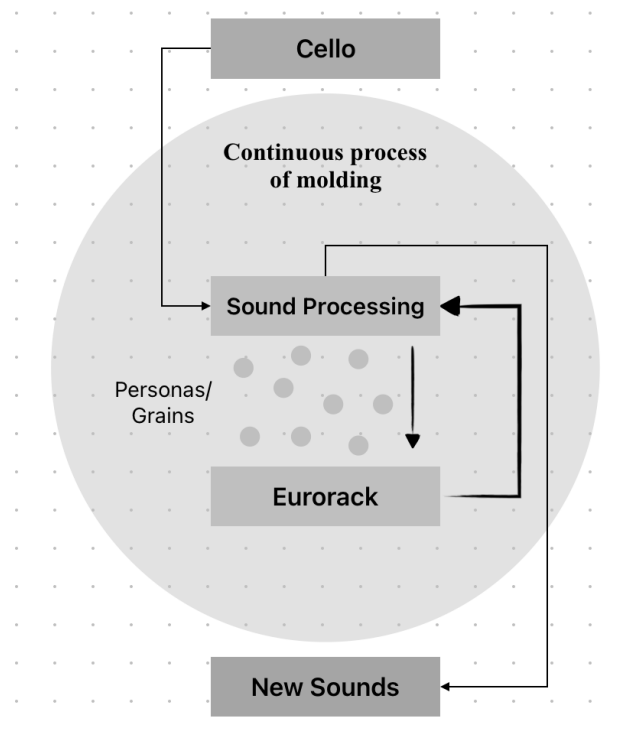 Cello
Continuous process
of molding
Sound Processing
Personas/
Grains
Eurorack
New Sounds